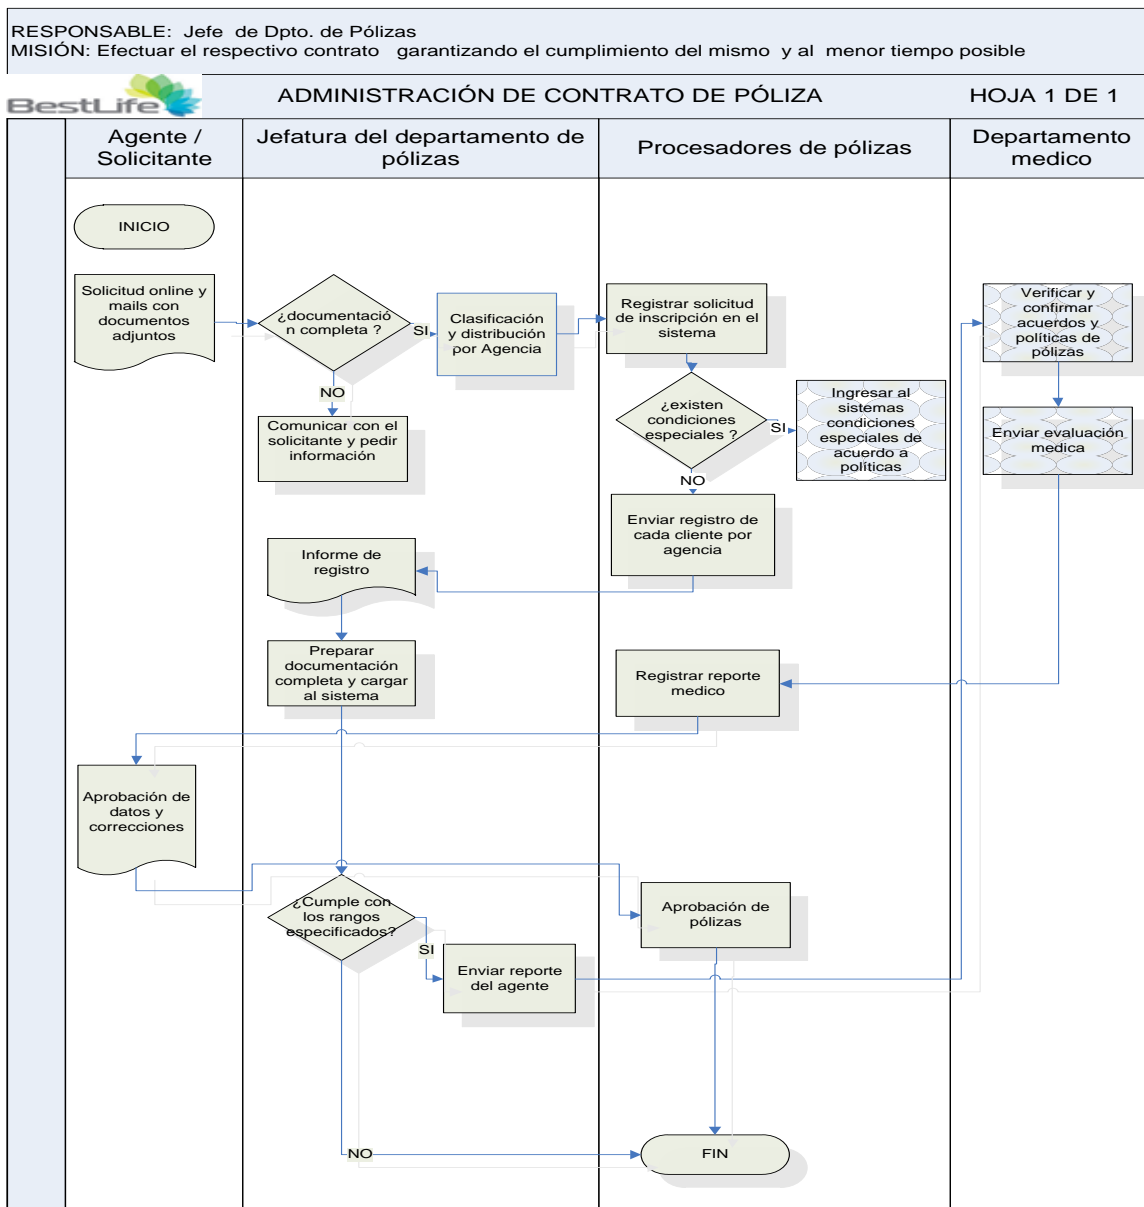 RESPONSABLE: Jefe de Dpto. de Pólizas
MISIÓN: Efectuar el respectivo contrato garantizando el cumplimiento del mismo y al menor tiempo posible
BestLife
ADMINISTRACIÓN DE CONTRATO DE PÓLIZA
HOJA 1 DE 1
Agente /
Solicitante
Jefatura del departamento de
pólizas
Procesadores de pólizas
Departamento
medico
INICIO
Solicitud online y
mails con
documentos
adjuntos
¿documentació
n completa ?
SI
Clasificación
y distribución
por Agencia
Registrar solicitud
de inscripción en el
sistema
Verificar y
confirmar
acuerdos y
políticas de
pólizas
NO
Comunicar con el
solicitante y pedir
información
¿existen
condiciones
especiales ?
SI
Ingresar al
sistemas
condiciones
especiales de
acuerdo a
políticas
Enviar evaluación
medica
NO
Enviar registro de
cada cliente por
agencia
Informe de
registro
Preparar
documentación
completa y cargar
al sistema
Registrar reporte
medico
Aprobación de
datos y
correcciones
¿Cumple con
los rangos
especificados?
SI
Enviar reporte
del agente
Aprobación de
pólizas
NO
FIN